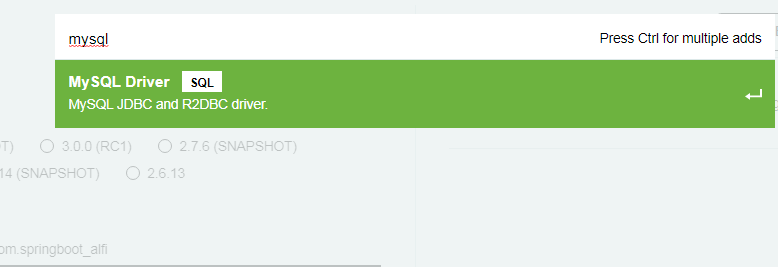 mysql
Press Ctrl for multiple adds
MySQL Driver SQL
MySQL JDBC and R2DBC driver.
3.0.0 (RC1) 2.7.6 (SNAPSHOT)
14 (SNAPSHOT) 2.6.13
om.springboot_alfi